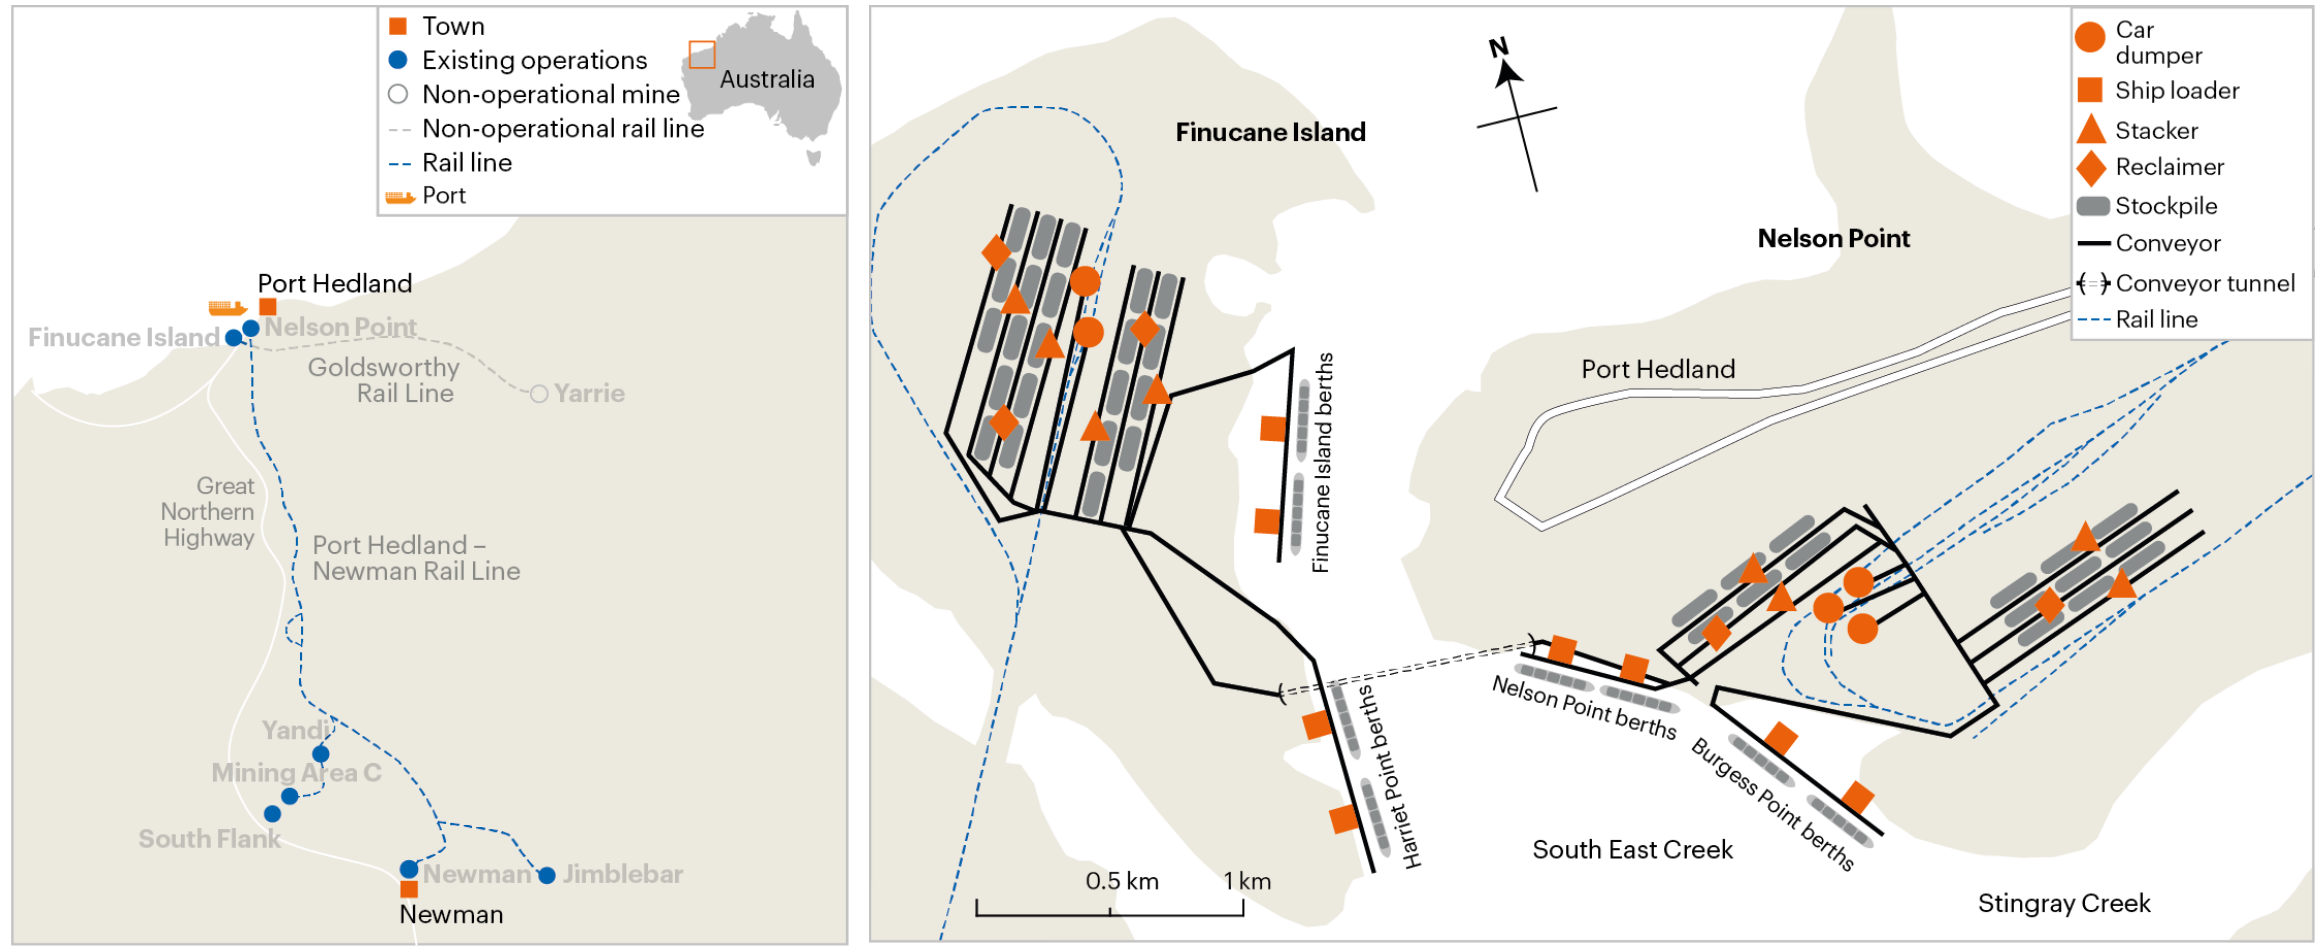 Town
Existing operations
Non-operational mine
Non-operational rail line
Rail line
Port
Australia
Port Hedland
Nelson Point
Finucane Island
Goldsworthy
Rail Line
Yarrie
Great
Northern
Highway
Port Hedland –
Newman Rail Line
Yandi
Mining Area C
South Flank
Newman
Jimblebar
Newman
N
Finucane Island
Nelson Point
Port Hedland
Finucane Island berths
Nelson Point berths
Harriet Point berths
Burgess Point berths
South East Creek
Stingray Creek
0.5 km
1 km
Car
dumper
Ship loader
Stacker
Reclaimer
Stockpile
Conveyor
Conveyor tunnel
Rail line